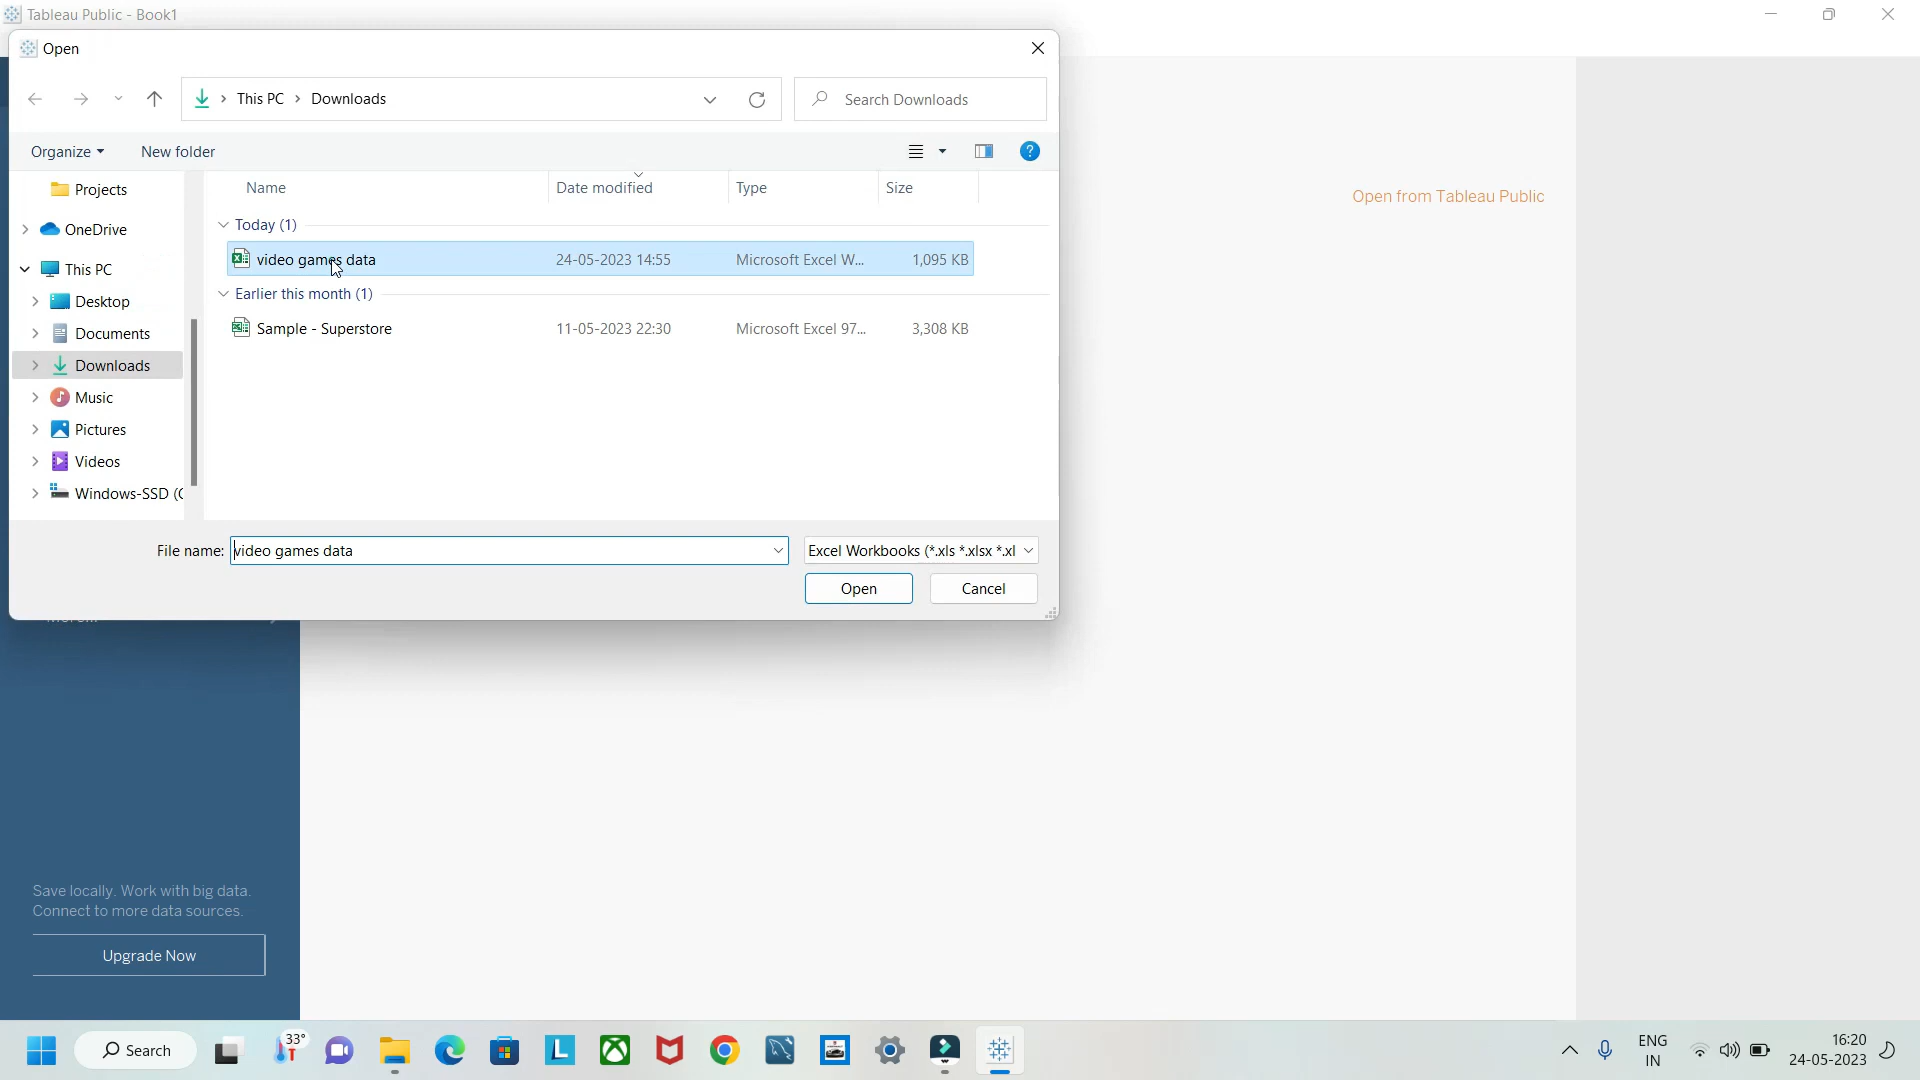 Tableau Public - Book1
Open
This PC > Downloads
Search Downloads
Organize
New folder
Name
Date modified
Type
Size
Projects
OneDrive
This PC
Desktop
Documents
Downloads
Music
Pictures
Videos
Windows-SSD (C
Today (1)
video games data 24-05-2023 14:55 Microsoft Excel W... 1,095 KB
Earlier this month (1)
Sample - Superstore 11-05-2023 22:30 Microsoft Excel 97... 3,308 KB
File name: video games data
Excel Workbooks (*.xls *.xlsx *.xl
Open
Cancel
Open from Tableau Public
Save locally. Work with big data.
Connect to more data sources.
Upgrade Now
Search
33°
ENG
IN
16:20
24-05-2023